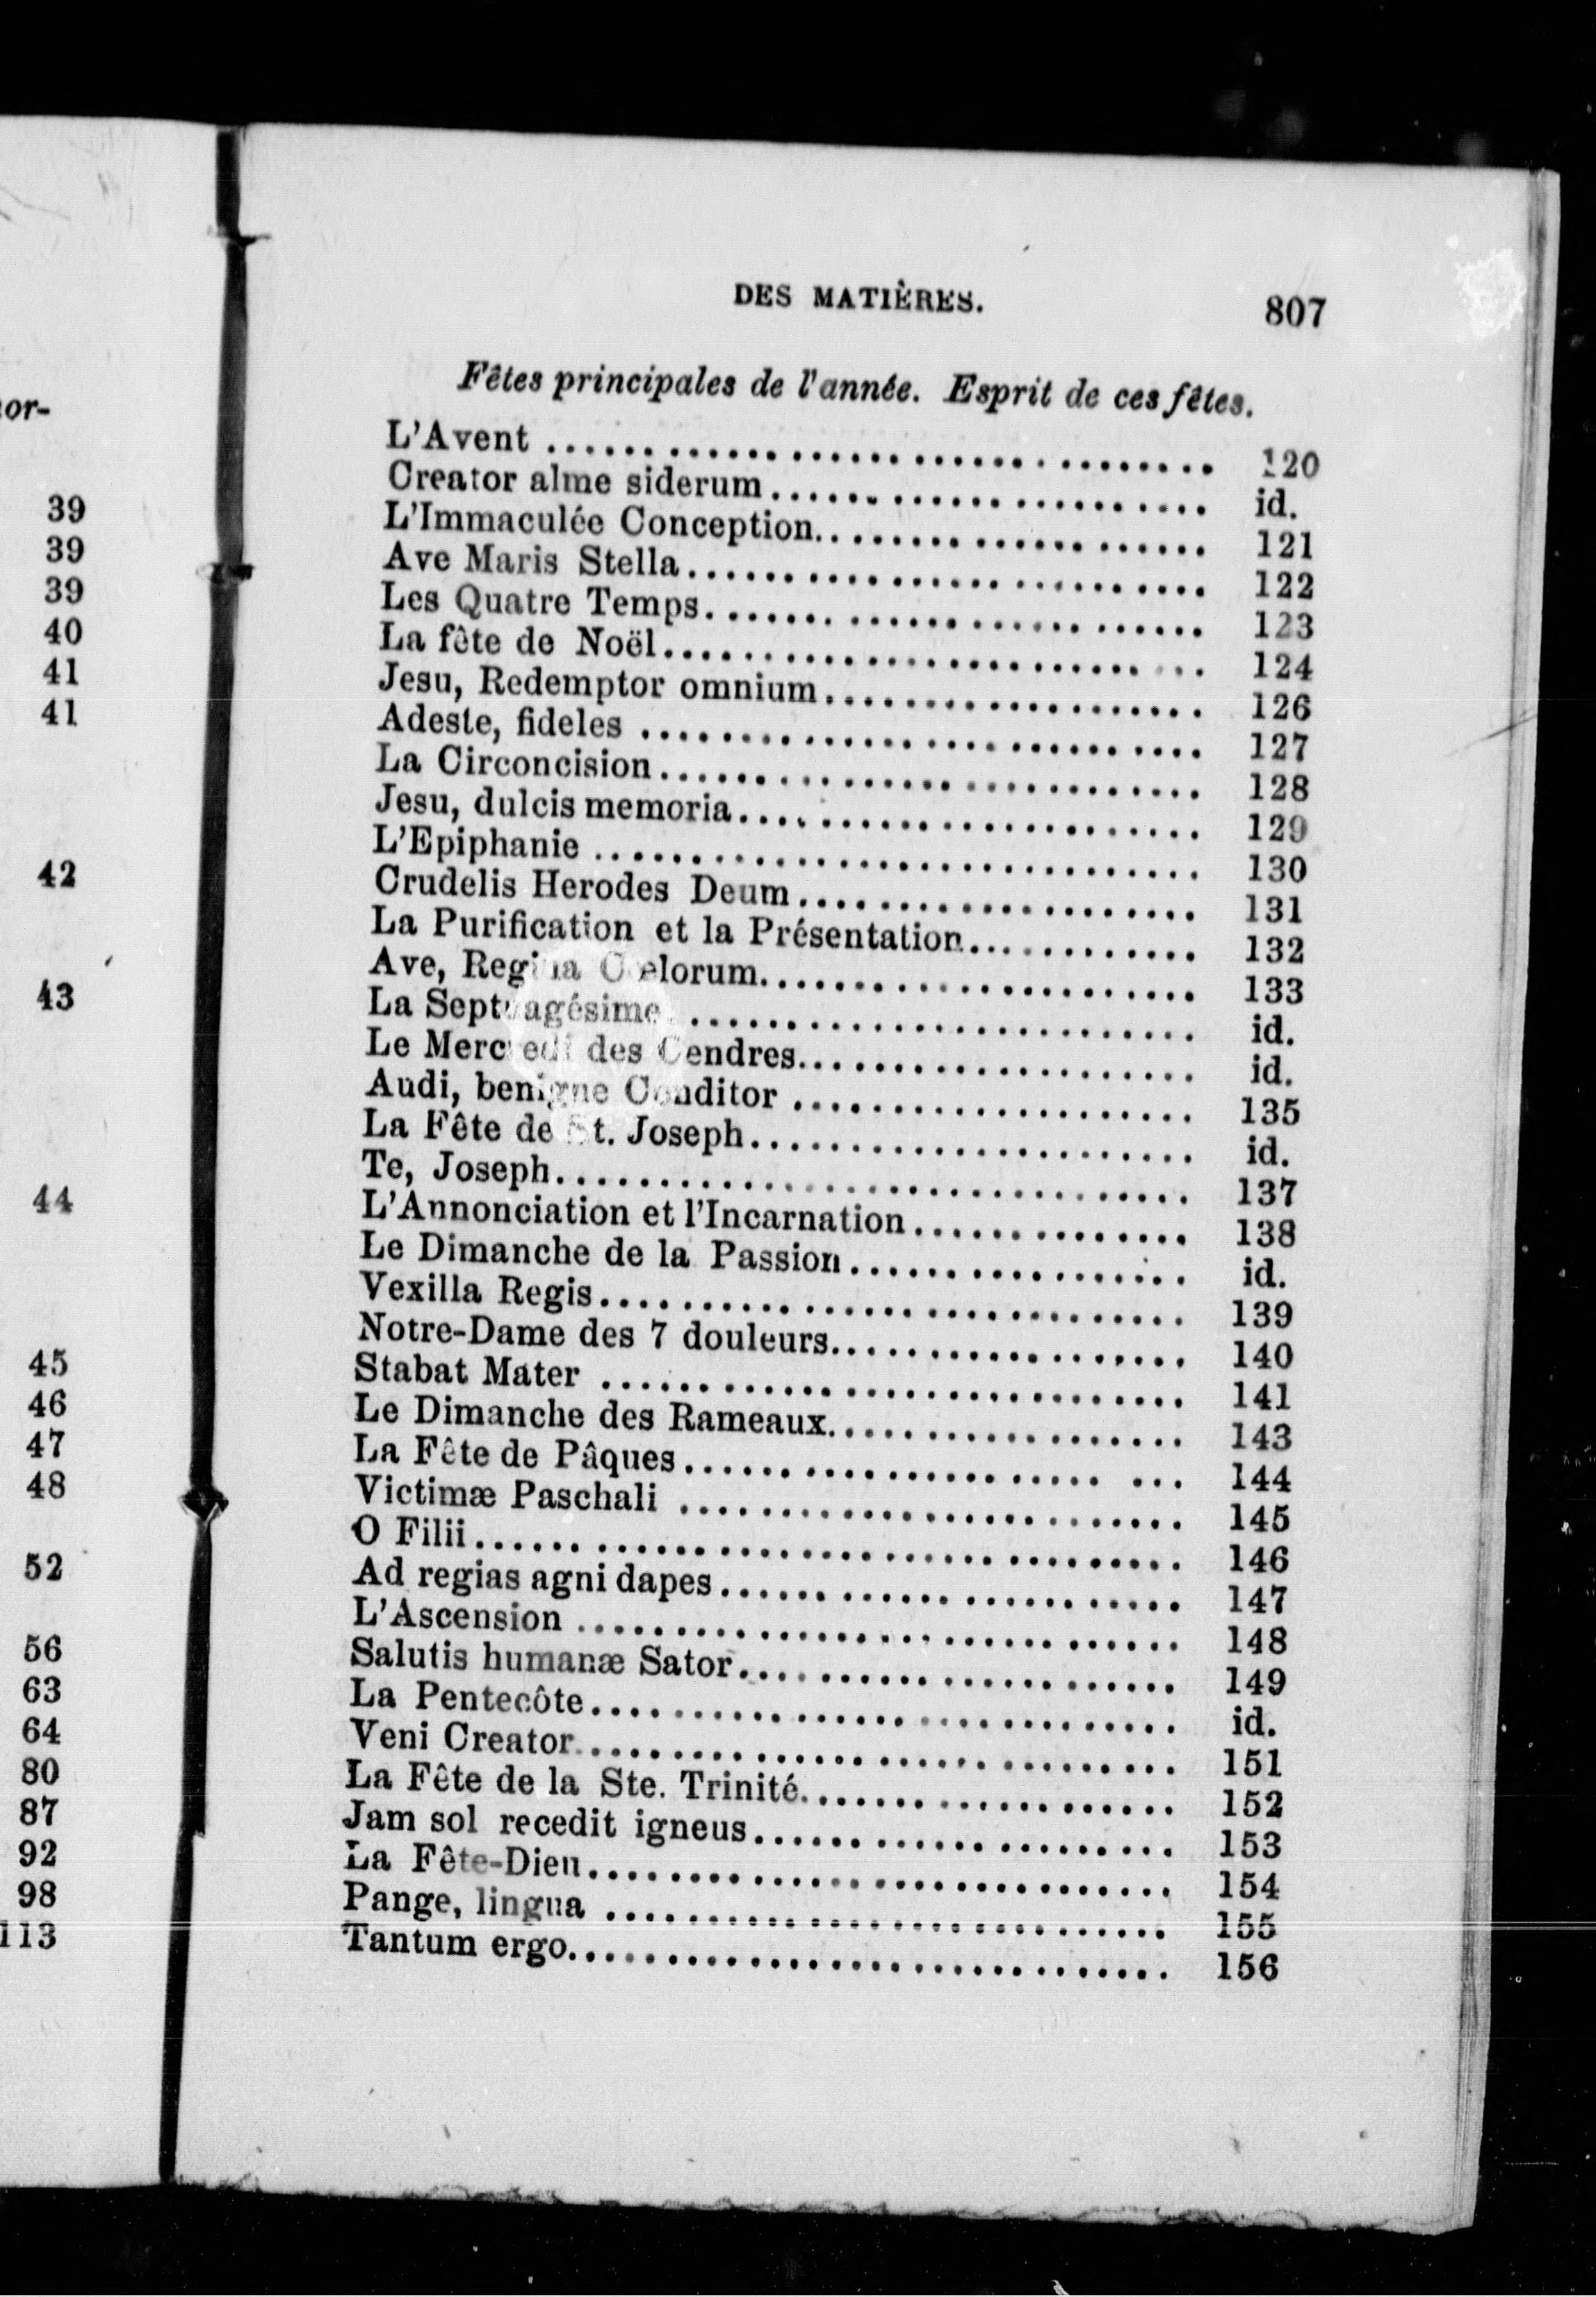 or-
39
39
39
40
41
41
42
43
44
45
46
47
48
52
56
63
64
80
87
92
98
113
DES MATIÈRES. 807
Fêtes principales de l'année. Esprit de ces fêtes.
L'Avent ........ 120
Creator alme siderum ........ id.
L'Immaculée Conception ........ 121
Ave Maris Stella ........ 122
Les Quatre Temps ........ 123
La fête de Noël ........ 124
Jesu, Redemptor omnium ........ 126
Adeste, fideles ........ 127
La Circoncision ........ 128
Jesu, dulcis memoria ........ 129
L'Epiphanie ........ 130
Crudelis Herodes Deum ........ 131
La Purification et la Présentation ........ 132
Ave, Regina Cœlorum ........ 133
La Septuagésime ........ id.
Le Mercredi des Cendres ........ id.
Audi, benigne Conditor ........ 135
La Fête de St. Joseph ........ id.
Te, Joseph ........ 137
L'Annonciation et l'Incarnation ........ 138
Le Dimanche de la Passion ........ id.
Vexilla Regis ........ 139
Notre-Dame des 7 douleurs ........ 140
Stabat Mater ........ 141
Le Dimanche des Rameaux ........ 143
La Fête de Pâques ........ 144
Victimæ Paschali ........ 145
O Filii ........ 146
Ad regias agni dapes ........ 147
L'Ascension ........ 148
Salutis humanæ Sator ........ 149
La Pentecôte ........ id.
Veni Creator ........ 151
La Fête de la Ste. Trinité ........ 152
Jam sol recedit igneus ........ 153
La Fête-Dieu ........ 154
Pange, lingua ........ 155
Tantum ergo ........ 156